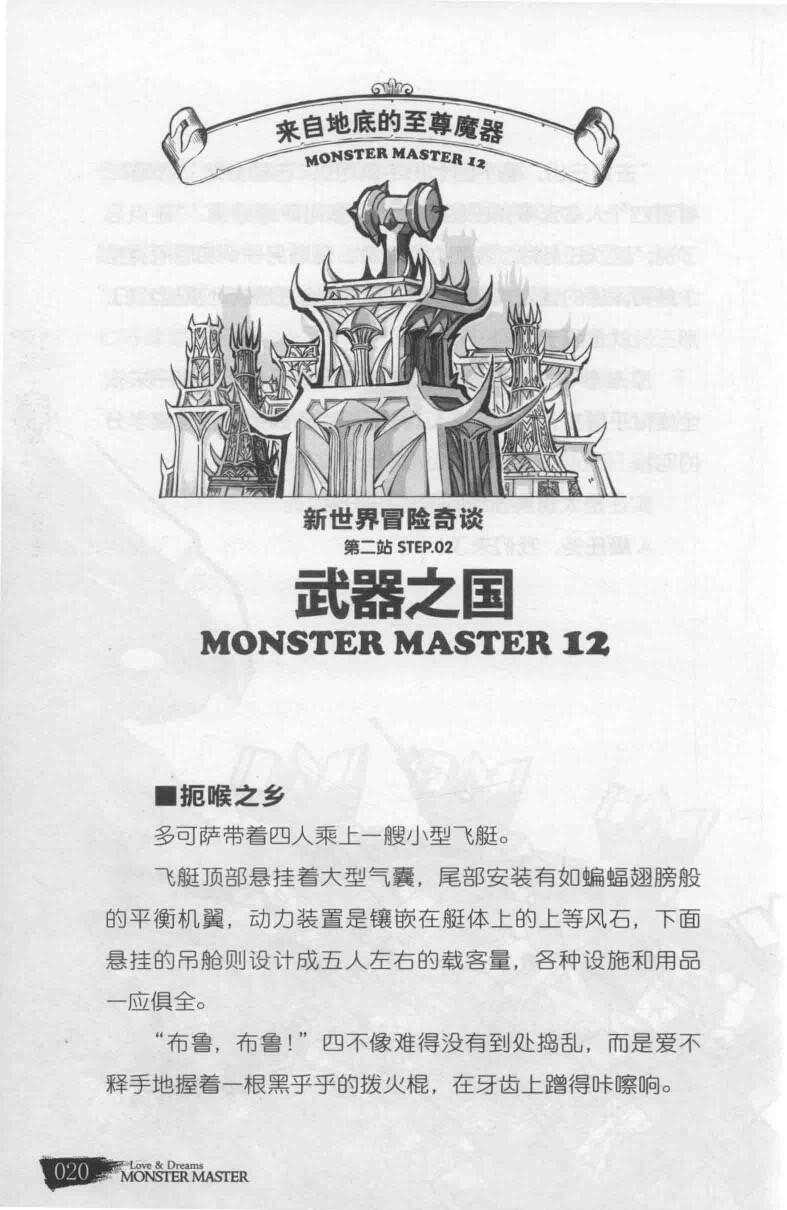 来自地底的至尊魔器
MONSTER MASTER 12
新世界冒险奇谈
第二站 STEP.02
武器之国
MONSTER MASTER 12
■扼喉之乡
多可萨带着四人乘上一艘小型飞艇。
飞艇顶部悬挂着大型气囊，尾部安装有如蝙蝠翅膀般
的平衡机翼，动力装置是镶嵌在艇体上的上等风石，下面
悬挂的吊舱则设计成五人左右的载客量，各种设施和用品
一应俱全。
“布鲁，布鲁！”四不像难得没有到处捣乱，而是爱不
释手地握着一根黑乎乎的拨火棍，在牙齿上蹭得咔嚓响。
020
Love & Dreams
MONSTER MASTER